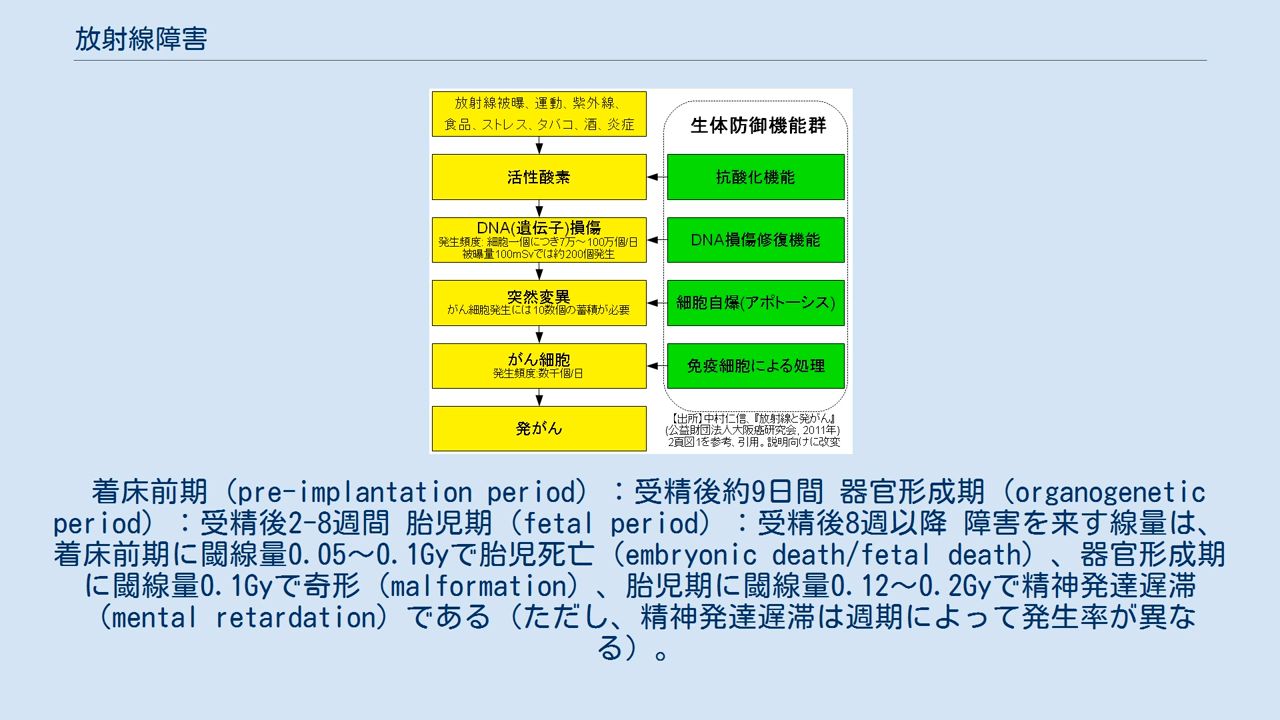 放射線障害
放射線被曝、運動、紫外線、
食品、ストレス、タバコ、酒、炎症
生体防御機能群
活性酸素
抗酸化機能
DNA(遺伝子)損傷
発生頻度: 細胞一個につき7万～100万個/日
被曝量100mSvでは約200個発生
DNA損傷修復機能
突然変異
がん細胞発生には10数個の蓄積が必要
細胞自爆(アポトーシス)
がん細胞
発生頻度:数千個/日
免疫細胞による処理
発がん
【出所】中村仁信、『放射線と発がん』
(公益財団法人大阪癌研究会, 2011年)
2頁図1を参考、引用。説明向けに改変
着床前期（pre-implantation period）：受精後約9日間 器官形成期（organogenetic
period）：受精後2-8週間 胎児期（fetal period）：受精後8週以降 障害を来す線量は、
着床前期に閾線量0.05～0.1Gyで胎児死亡（embryonic death/fetal death）、器官形成期
に閾線量0.1Gyで奇形（malformation）、胎児期に閾線量0.12～0.2Gyで精神発達遅滞
（mental retardation）である（ただし、精神発達遅滞は週期によって発生率が異な
る）。